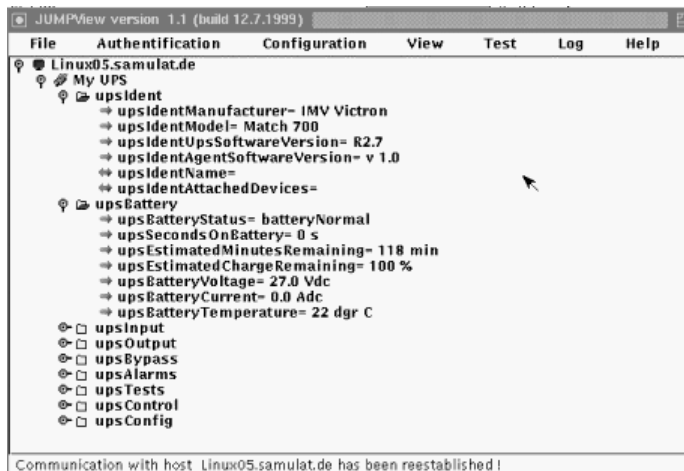 JUMPView version 1.1 (build 12.7.1999)
File Authentification Configuration View Test Log Help
Linux05.samulat.de
My UPS
upsIdent
upsIdentManufacturer= IMV Victron
upsIdentModel= Match 700
upsIdentUpsSoftwareVersion= R2.7
upsIdentAgentSoftwareVersion= v 1.0
upsIdentName=
upsIdentAttachedDevices=
upsBattery
upsBatteryStatus= batteryNormal
upsSecondsOnBattery= 0 s
upsEstimatedMinutesRemaining= 118 min
upsEstimatedChargeRemaining= 100 %
upsBatteryVoltage= 27.0 Vdc
upsBatteryCurrent= 0.0 Adc
upsBatteryTemperature= 22 dgr C
upsInput
upsOutput
upsBypass
upsAlarms
upsTests
upsControl
upsConfig
Communication with host Linux05.samulat.de has been reestablished !